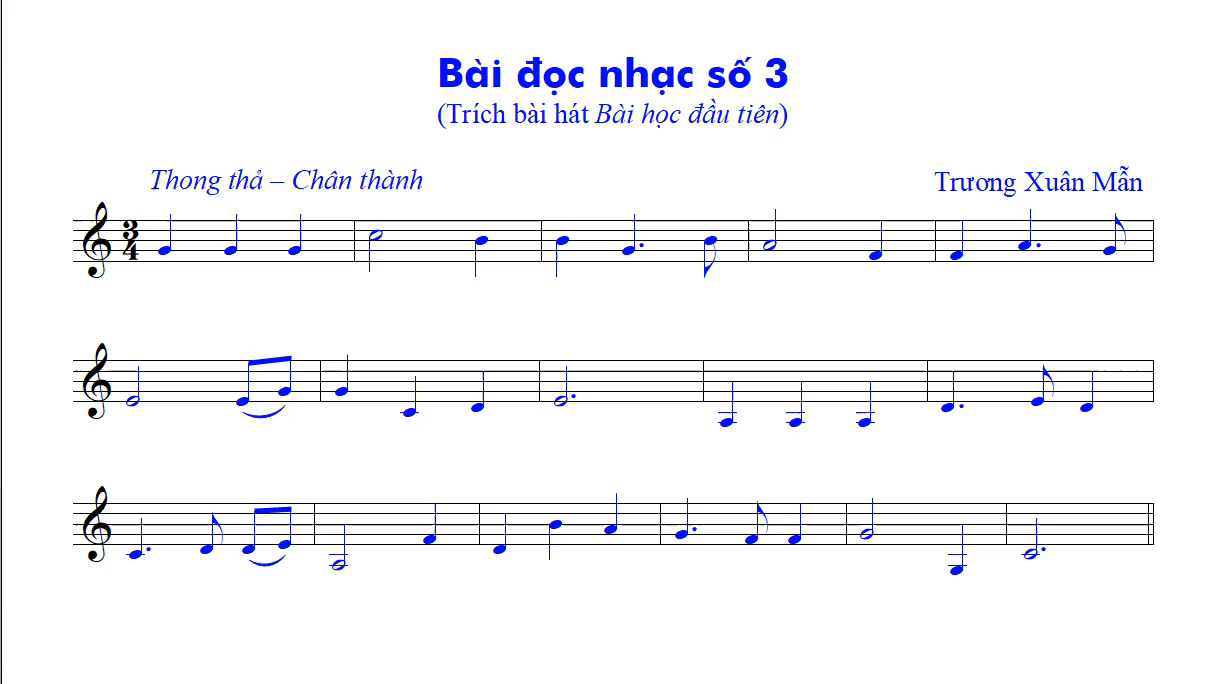 Bài đọc nhạc số 3
(Trích bài hát Bài học đầu tiên)
Thong thả – Chân thành
Trương Xuân Mẫn
3
4